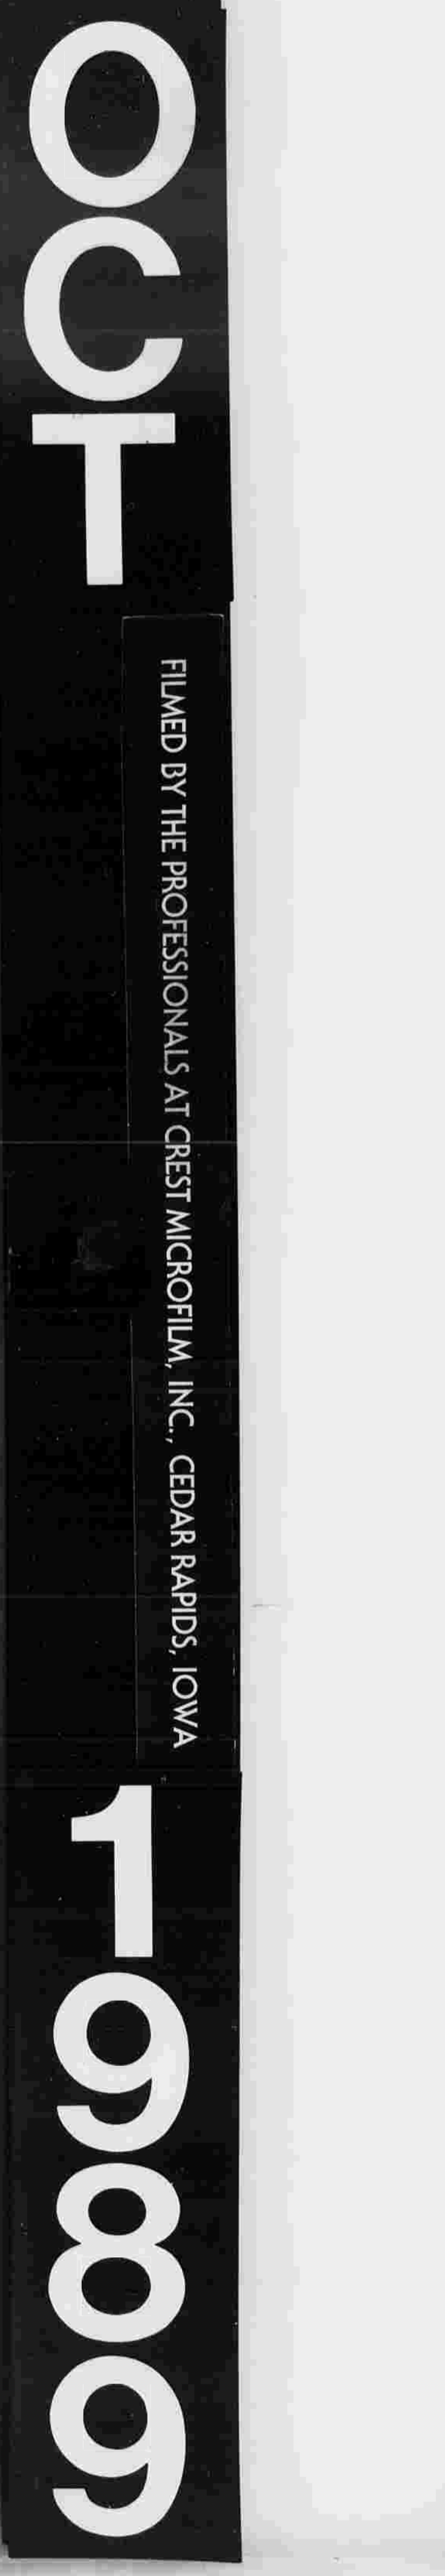 OCT
FILMED BY THE PROFESSIONALS AT CREST MICROFILM, INC., CEDAR RAPIDS, IOWA
1989